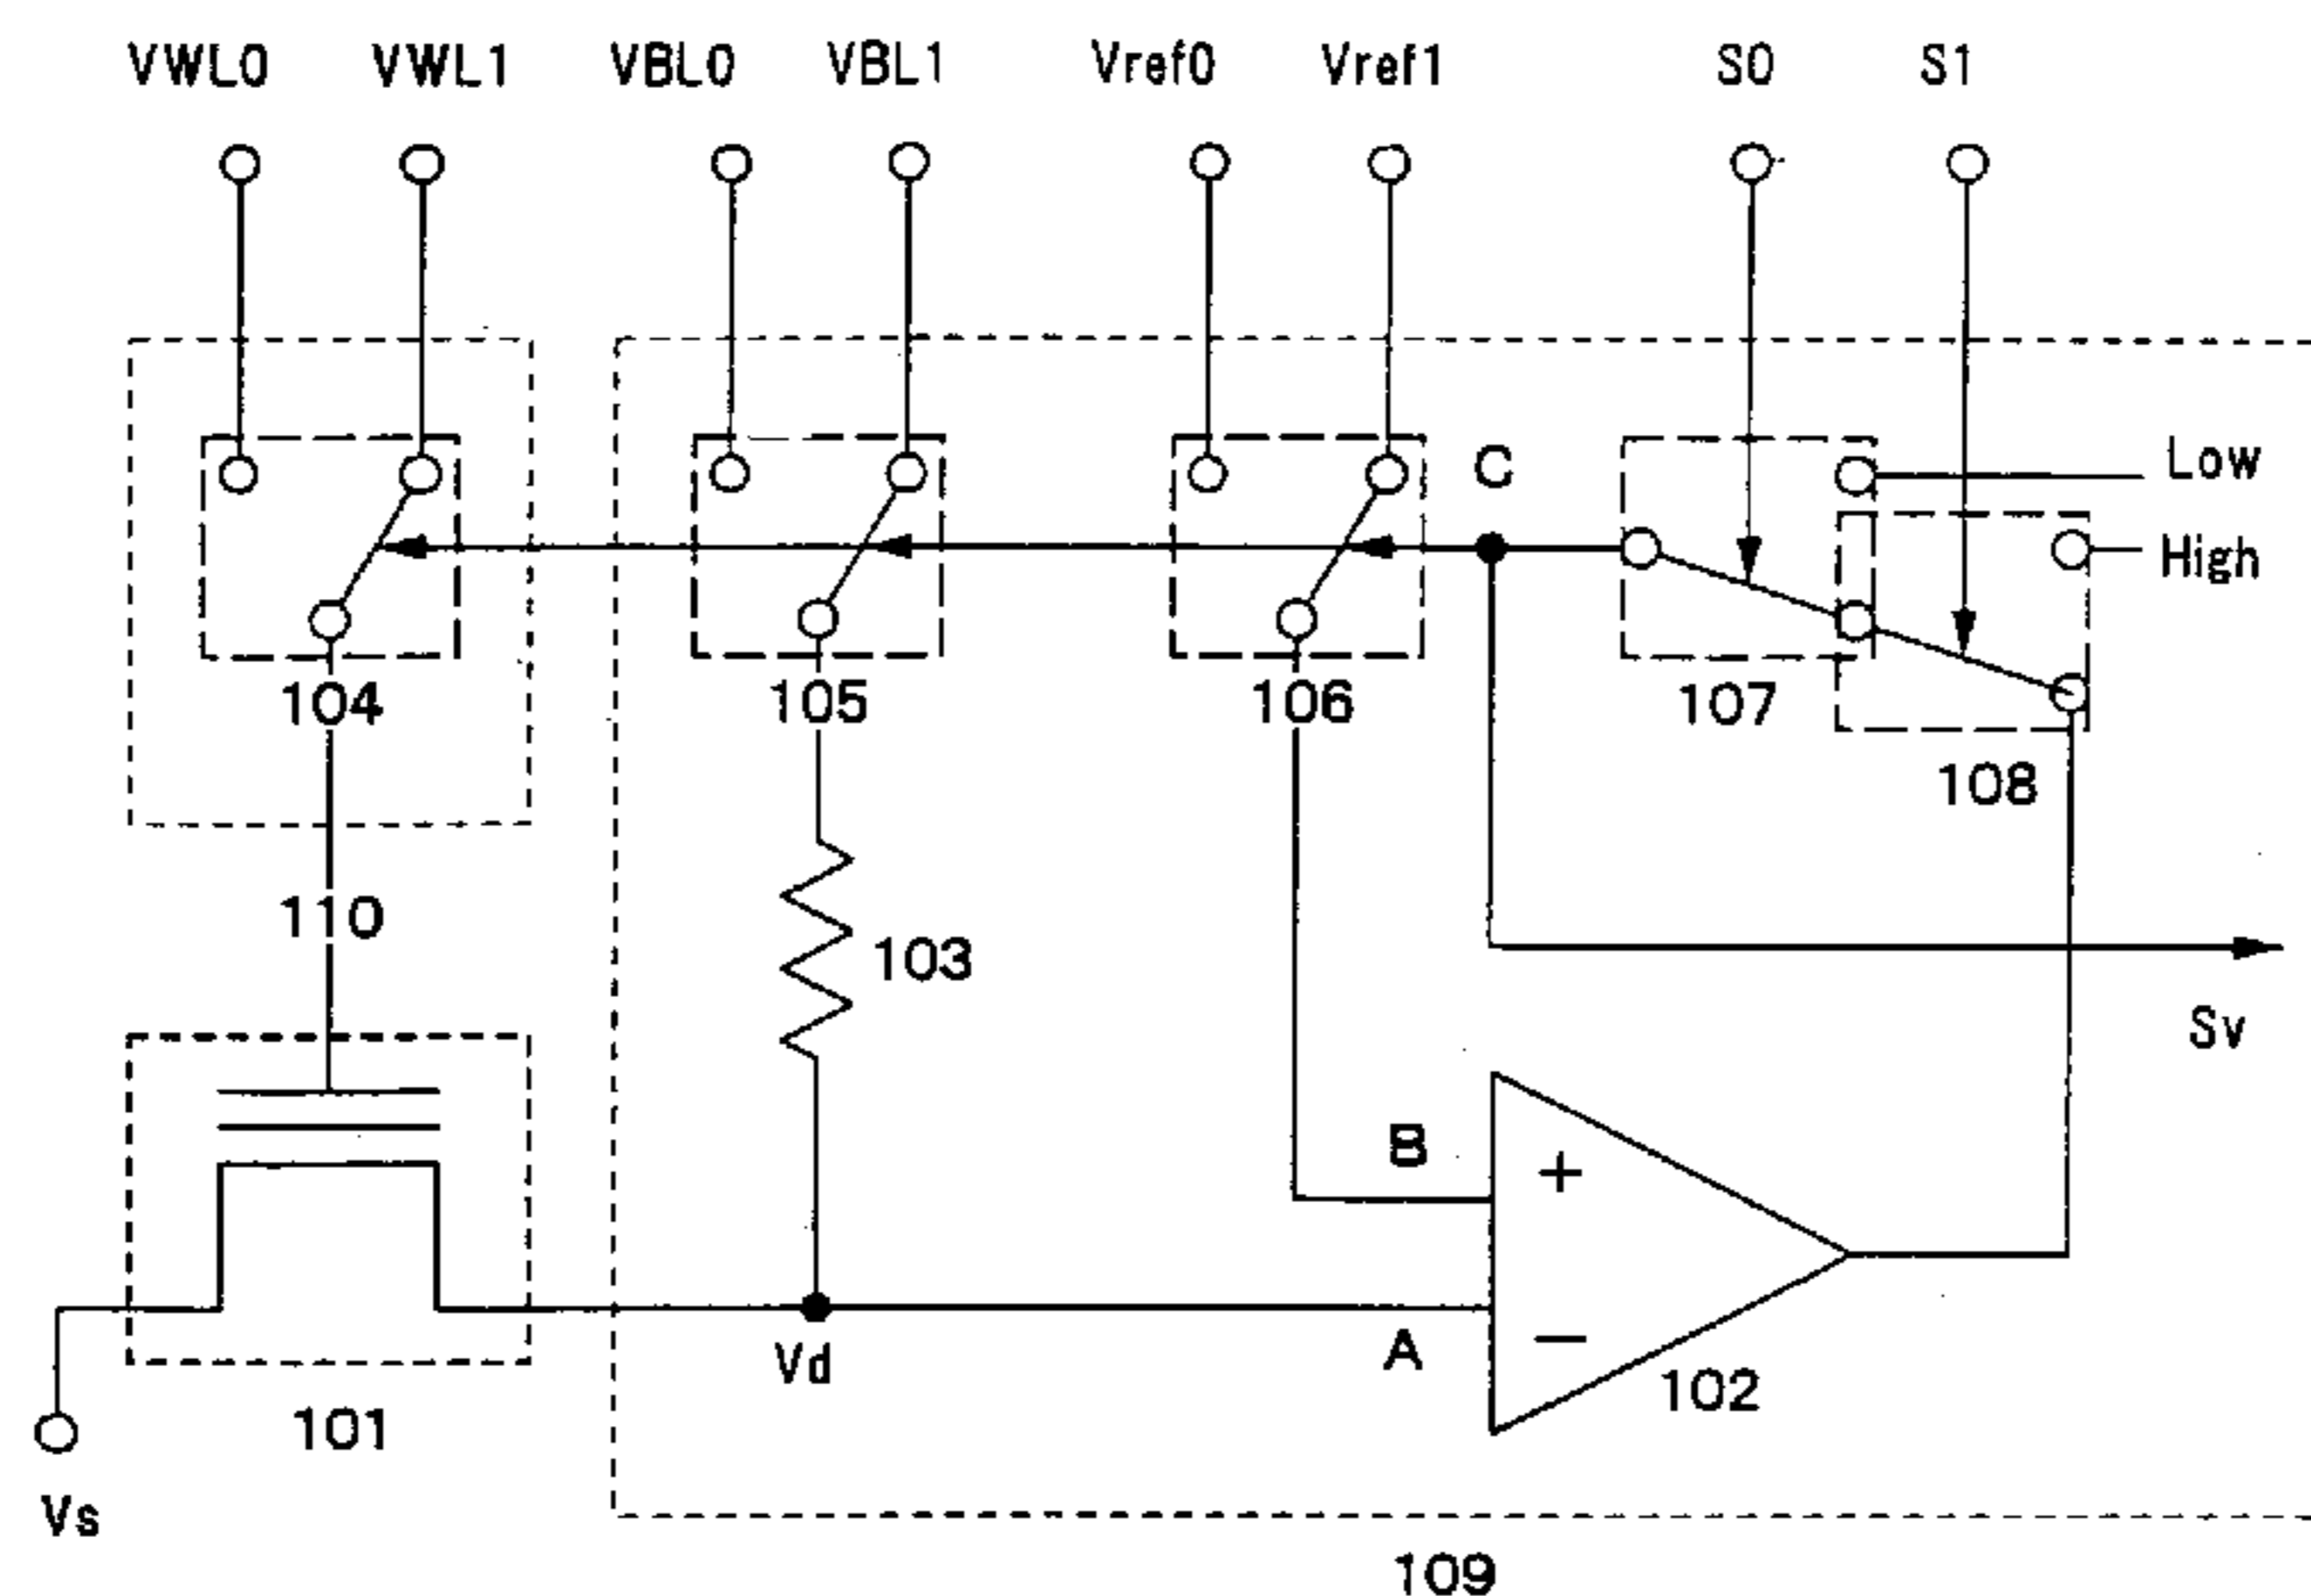 VWL0 VWL1 VBL0 VBL1 Vref0 Vref1 S0 S1
C Low
High
104 105 106 107
108
110
103
Sv
B +
A −
Vd 102
101
Vs
109